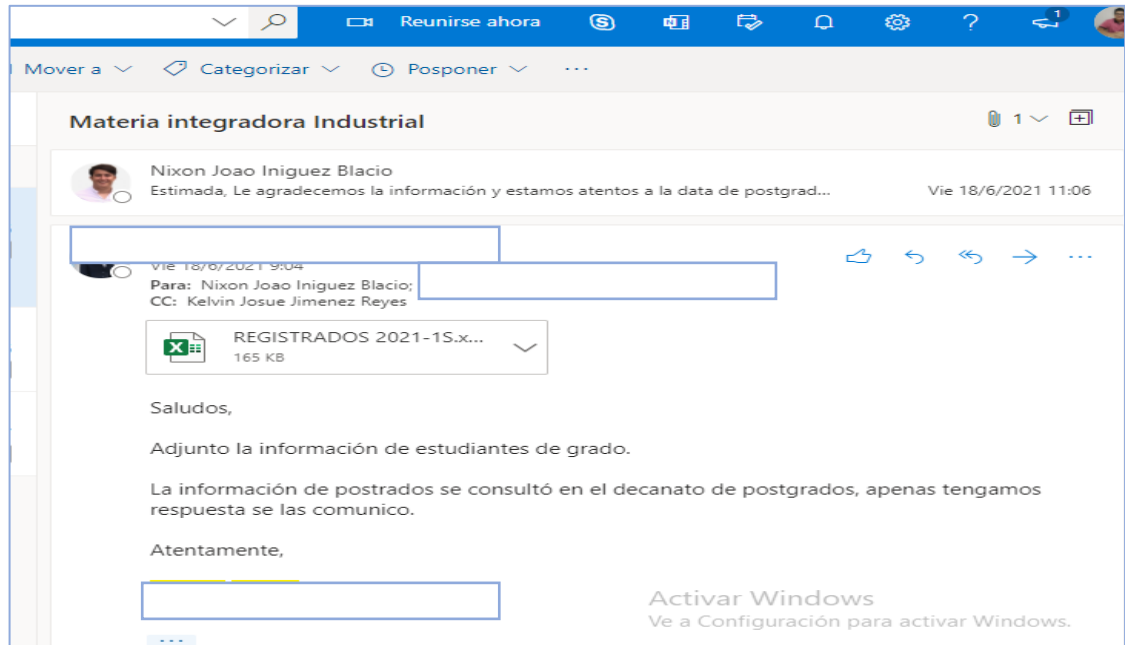 Reunirse ahora
1
Mover a Categorizar Posponer ...
Materia integradora Industrial
1
Nixon Joao Iniguez Blacio
Estimada, Le agradecemos la información y estamos atentos a la data de postgrad... Vie 18/6/2021 11:06
Vie 18/6/2021 9:04
Para: Nixon Joao Iniguez Blacio;
CC: Kelvin Josue Jimenez Reyes
REGISTRADOS 2021-1S.x...
165 KB
Saludos,
Adjunto la información de estudiantes de grado.
La información de postrados se consultó en el decanato de postgrados, apenas tengamos
respuesta se las comunico.
Atentamente,
Activar Windows
Ve a Configuración para activar Windows.